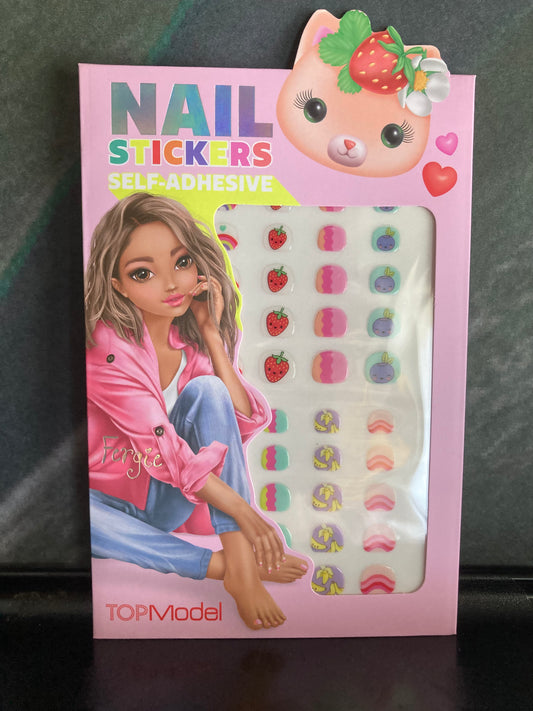 NAIL
STICKERS
SELF-ADHESIVE
Fergie
TOPModel